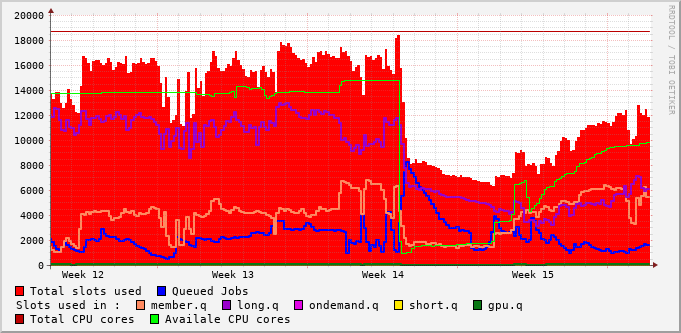 20000
18000
16000
14000
12000
10000
8000
6000
4000
2000
0
Week 12 Week 13 Week 14 Week 15
RRDTOOL / TOBI OETIKER
Total slots used Queued Jobs
Slots used in : member.q long.q ondemand.q short.q gpu.q
Total CPU cores Availale CPU cores